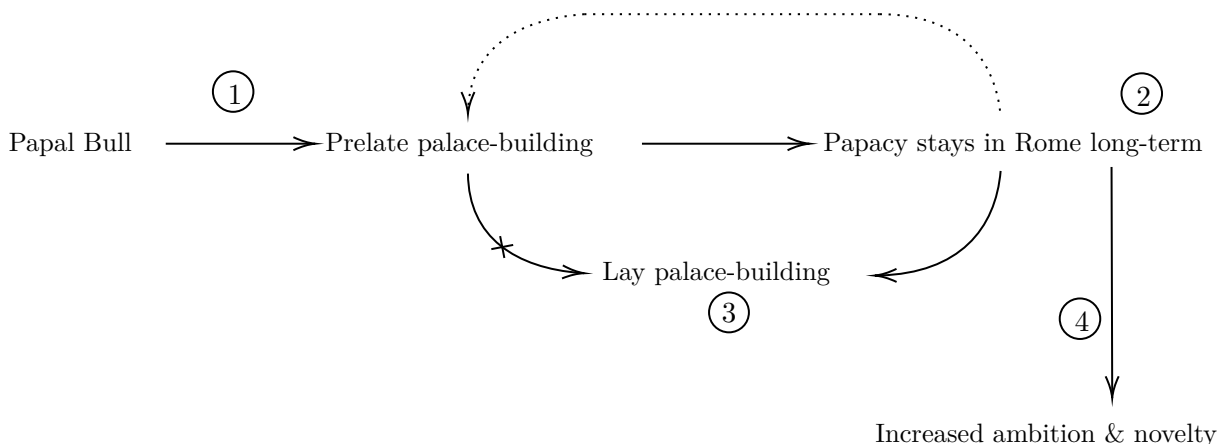 1
2
Papal Bull
Prelate palace-building
Papacy stays in Rome long-term
Lay palace-building
3
4
Increased ambition & novelty